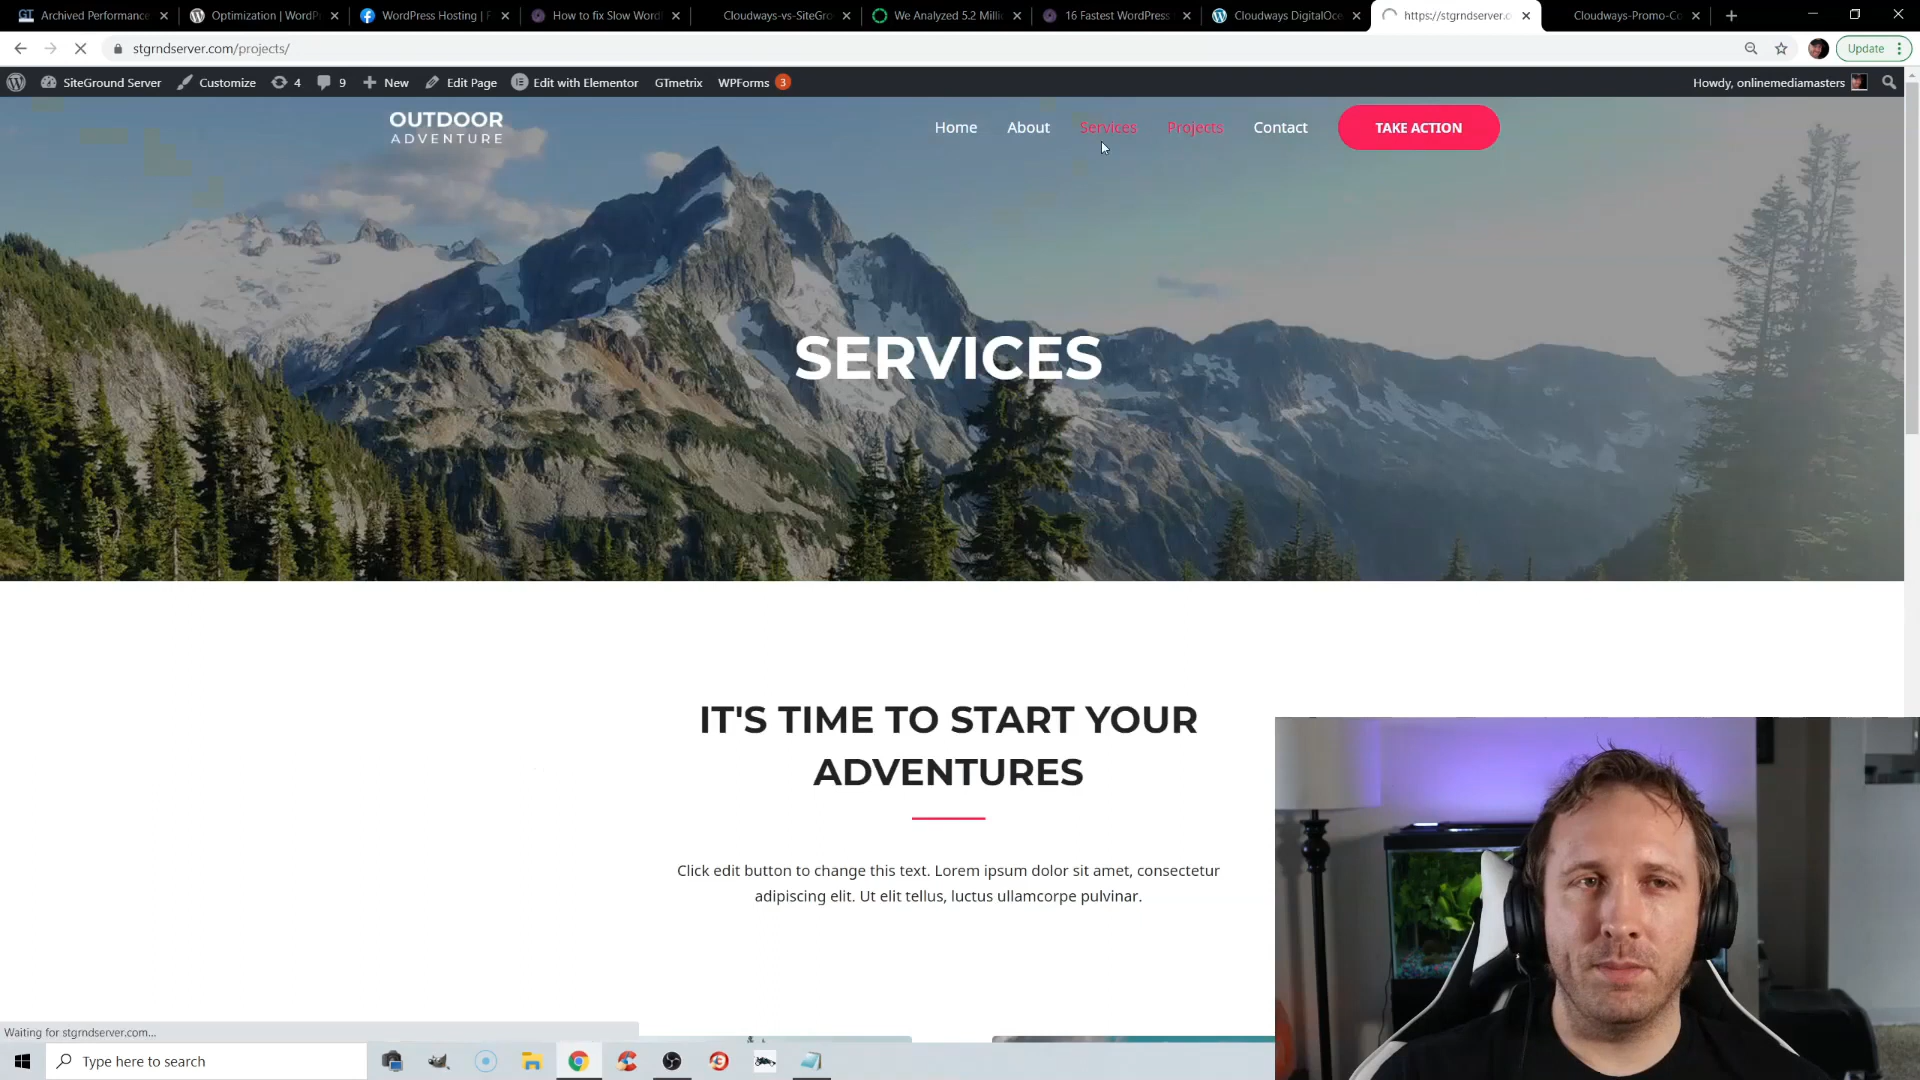 Archived Performance
Optimization | WordP
WordPress Hosting | F
How to fix Slow Word
Cloudways-vs-SiteGro
We Analyzed 5.2 Milli
16 Fastest WordPress
Cloudways DigitalOce
https://stgrndserver.c
Cloudways-Promo-Co
stgrndserver.com/projects/
Update
SiteGround Server
Customize
4
9
New
Edit Page
Edit with Elementor
GTmetrix
WPForms 3
Howdy, onlinemediamasters
OUTDOOR
ADVENTURE
Home
About
Services
Projects
Contact
TAKE ACTION
SERVICES
IT'S TIME TO START YOUR
ADVENTURES
Click edit button to change this text. Lorem ipsum dolor sit amet, consectetur
adipiscing elit. Ut elit tellus, luctus ullamcorpe pulvinar.
Waiting for stgrndserver.com...
Type here to search